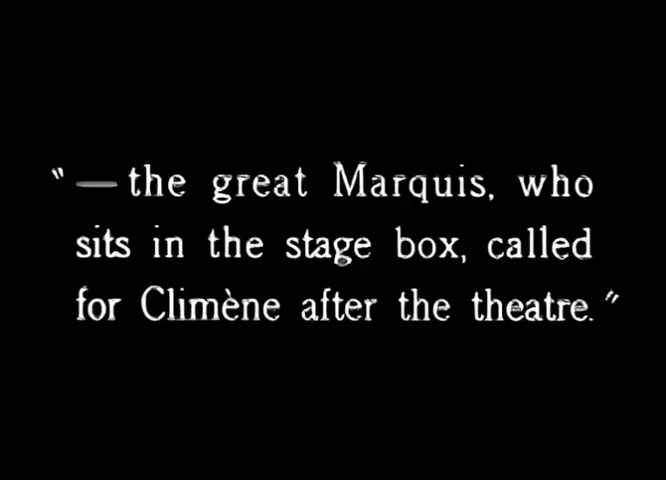 "—the great Marquis, who
sits in the stage box, called
for Climène after the theatre."